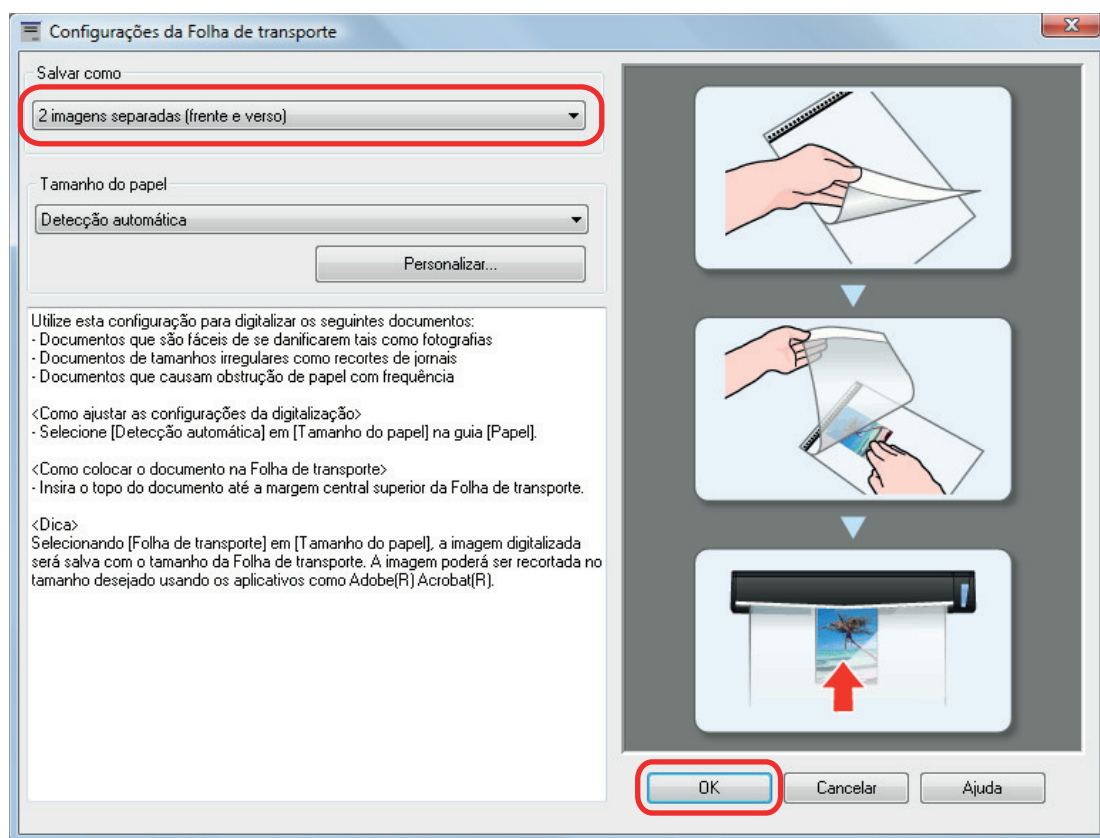 Configurações da Folha de transporte
Salvar como
2 imagens separadas (frente e verso)
Tamanho do papel
Detecção automática
Personalizar...
Utilize esta configuração para digitalizar os seguintes documentos:
- Documentos que são fáceis de se danificarem tais como fotografias
- Documentos de tamanhos irregulares como recortes de jornais
- Documentos que causam obstrução de papel com frequência
<Como ajustar as configurações da digitalização>
- Selecione [Detecção automática] em [Tamanho do papel] na guia [Papel].
<Como colocar o documento na Folha de transporte>
- Insira o topo do documento até a margem central superior da Folha de transporte.
<Dica>
Selecionando [Folha de transporte] em [Tamanho do papel], a imagem digitalizada
será salva com o tamanho da Folha de transporte. A imagem poderá ser recortada no
tamanho desejado usando os aplicativos como Adobe(R) Acrobat(R).
OK
Cancelar
Ajuda